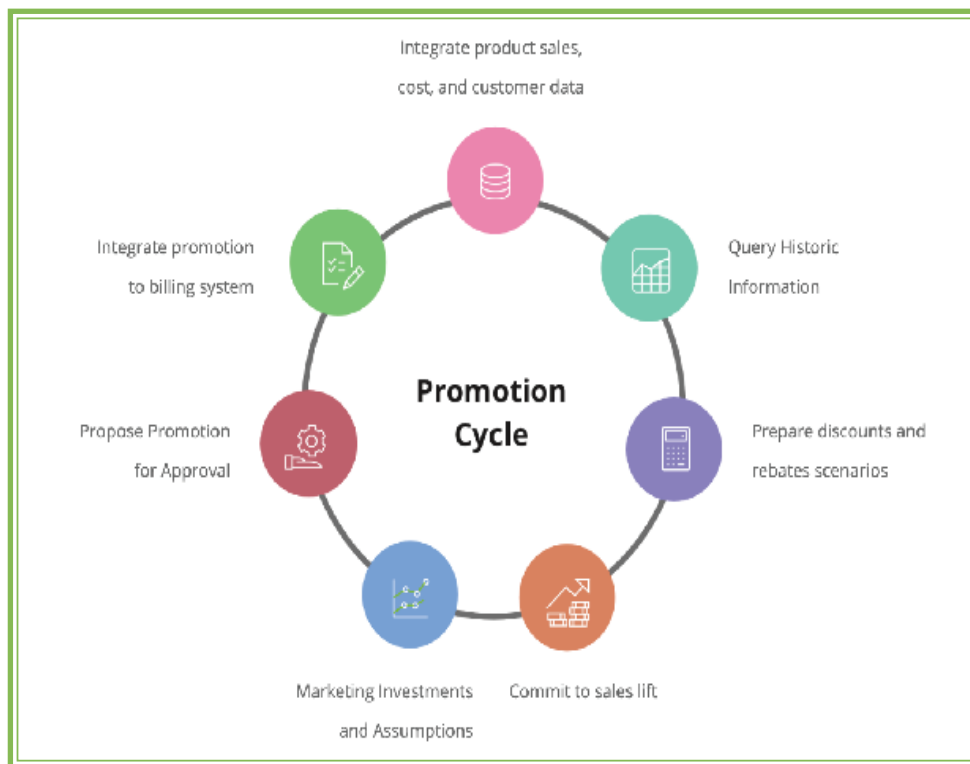 Integrate product sales,
cost, and customer data
Query Historic
Information
Prepare discounts and
rebates scenarios
Commit to sales lift
Marketing Investments
and Assumptions
Propose Promotion
for Approval
Integrate promotion
to billing system
Promotion
Cycle